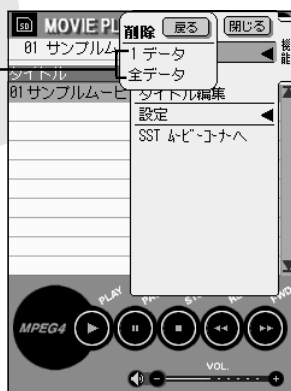 MOVIE PL
削除 戻る 閉じる
01 サンプルム
1データ
全データ
機能
タイトル
01サンプルムービ
タイトル編集
設定
SST ムービーコーナーへ
PLAY
FWD
MPEG4
VOL.